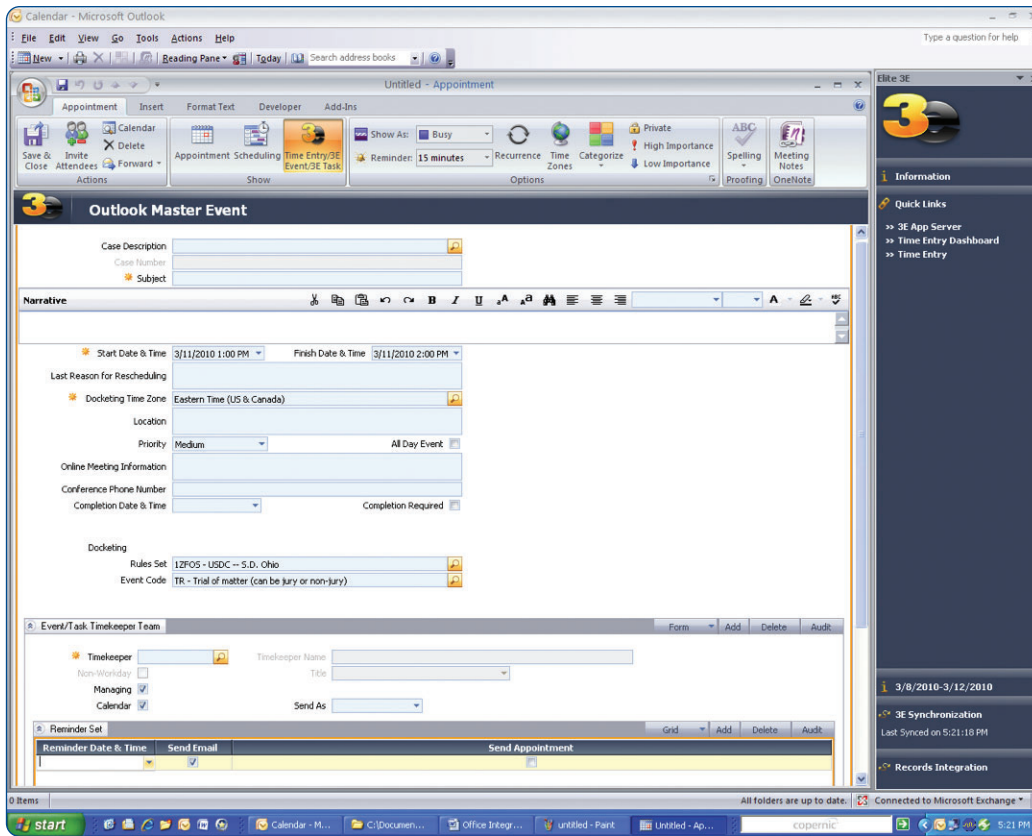 Calendar - Microsoft Outlook
File Edit View Go Tools Actions Help
Type a question for help
New Reading Pane Today Search address books
Untitled - Appointment
Elite 3E
Appointment Insert Format Text Developer Add-Ins
Save & Close
Invite Attendees
Calendar
Delete
Forward
Actions
Appointment
Scheduling
Time Entry/3E Event/3E Task
Show
Show As: Busy
Reminder: 15 minutes
Recurrence
Time Zones
Categorize
Private
High Importance
Low Importance
Options
ABC
Spelling
Proofing
Meeting Notes
OneNote
3
Information
Quick Links
>> 3E App Server
>> Time Entry Dashboard
>> Time Entry
3 Outlook Master Event
Case Description
Case Number
Subject
Narrative B I U A A A ABC
Start Date & Time 3/11/2010 1:00 PM Finish Date & Time 3/11/2010 2:00 PM
Last Reason for Rescheduling
Docketing Time Zone Eastern Time (US & Canada)
Location
Priority Medium All Day Event
Online Meeting Information
Conference Phone Number
Completion Date & Time Completion Required
Docketing
Rules Set 1ZFOS - USDC -- S.D. Ohio
Event Code TR - Trial of matter (can be jury or non-jury)
Event/Task Timekeeper Team Form Add Delete Audit
Timekeeper Timekeeper Name
Non-Workday Title
Managing
Calendar Send As
Reminder Set Grid Add Delete Audit
Reminder Date & Time Send Email Send Appointment
3/8/2010-3/12/2010
3E Synchronization
Last Synced on 5:21:18 PM
Records Integration
0 Items All folders are up to date. Connected to Microsoft Exchange
start Calendar - M... C:\Documen... Office Integr... untitled - Paint Untitled - Ap... copernic 5:21 PM